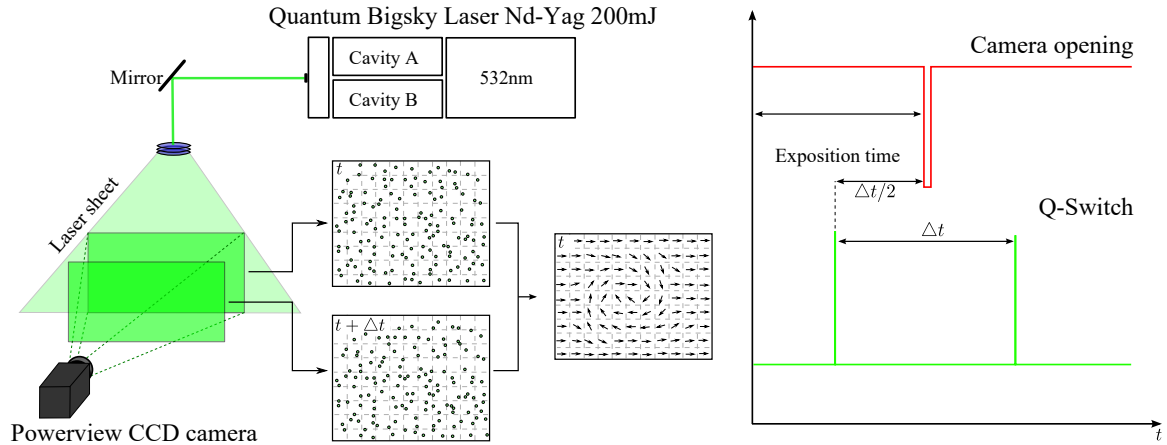 Quantum Bigsky Laser Nd-Yag 200mJ
Mirror
Cavity A
Cavity B
532nm
Laser sheet
t
t + △t
t
Powerview CCD camera
Camera opening
Exposition time
△t/2
Q-Switch
△t
t